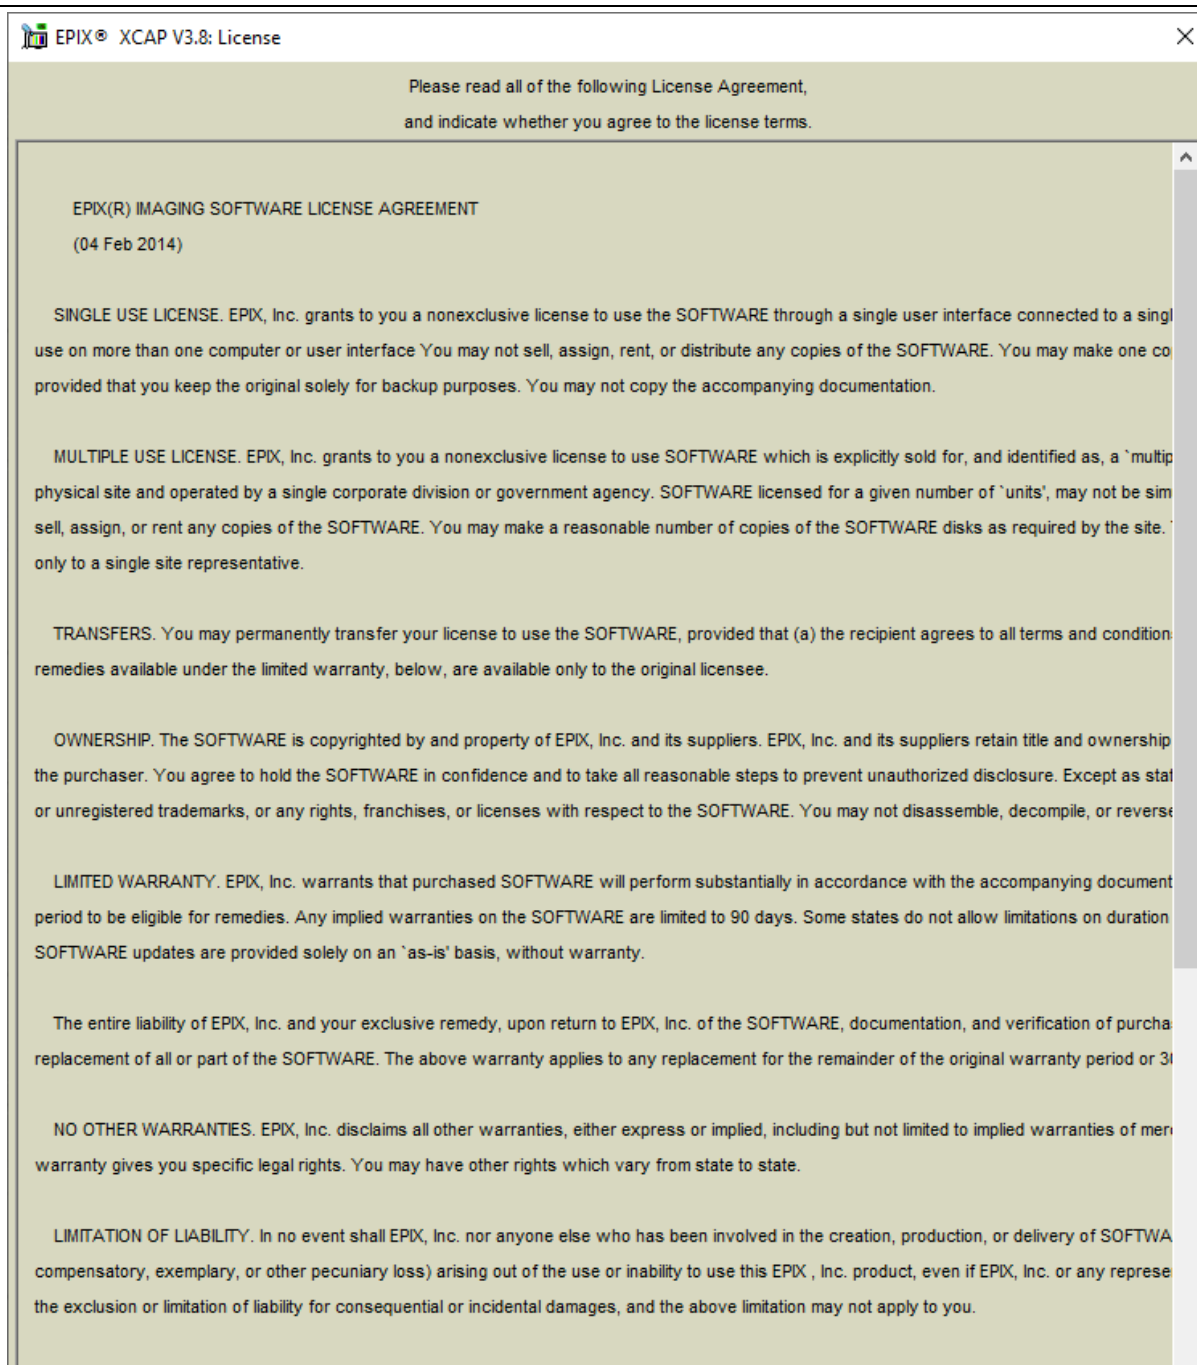 EPIX® XCAP V3.8: License
Please read all of the following License Agreement,
and indicate whether you agree to the license terms.
EPIX(R) IMAGING SOFTWARE LICENSE AGREEMENT
(04 Feb 2014)
SINGLE USE LICENSE. EPIX, Inc. grants to you a nonexclusive license to use the SOFTWARE through a single user interface connected to a singl
use on more than one computer or user interface You may not sell, assign, rent, or distribute any copies of the SOFTWARE. You may make one co
provided that you keep the original solely for backup purposes. You may not copy the accompanying documentation.
MULTIPLE USE LICENSE. EPIX, Inc. grants to you a nonexclusive license to use SOFTWARE which is explicitly sold for, and identified as, a `multip
physical site and operated by a single corporate division or government agency. SOFTWARE licensed for a given number of `units', may not be sim
sell, assign, or rent any copies of the SOFTWARE. You may make a reasonable number of copies of the SOFTWARE disks as required by the site.
only to a single site representative.
TRANSFERS. You may permanently transfer your license to use the SOFTWARE, provided that (a) the recipient agrees to all terms and condition
remedies available under the limited warranty, below, are available only to the original licensee.
OWNERSHIP. The SOFTWARE is copyrighted by and property of EPIX, Inc. and its suppliers. EPIX, Inc. and its suppliers retain title and ownership
the purchaser. You agree to hold the SOFTWARE in confidence and to take all reasonable steps to prevent unauthorized disclosure. Except as stat
or unregistered trademarks, or any rights, franchises, or licenses with respect to the SOFTWARE. You may not disassemble, decompile, or reverse
LIMITED WARRANTY. EPIX, Inc. warrants that purchased SOFTWARE will perform substantially in accordance with the accompanying document
period to be eligible for remedies. Any implied warranties on the SOFTWARE are limited to 90 days. Some states do not allow limitations on duration
SOFTWARE updates are provided solely on an `as-is' basis, without warranty.
The entire liability of EPIX, Inc. and your exclusive remedy, upon return to EPIX, Inc. of the SOFTWARE, documentation, and verification of purcha
replacement of all or part of the SOFTWARE. The above warranty applies to any replacement for the remainder of the original warranty period or 30
NO OTHER WARRANTIES. EPIX, Inc. disclaims all other warranties, either express or implied, including but not limited to implied warranties of mer
warranty gives you specific legal rights. You may have other rights which vary from state to state.
LIMITATION OF LIABILITY. In no event shall EPIX, Inc. nor anyone else who has been involved in the creation, production, or delivery of SOFTWA
compensatory, exemplary, or other pecuniary loss) arising out of the use or inability to use this EPIX , Inc. product, even if EPIX, Inc. or any represe
the exclusion or limitation of liability for consequential or incidental damages, and the above limitation may not apply to you.